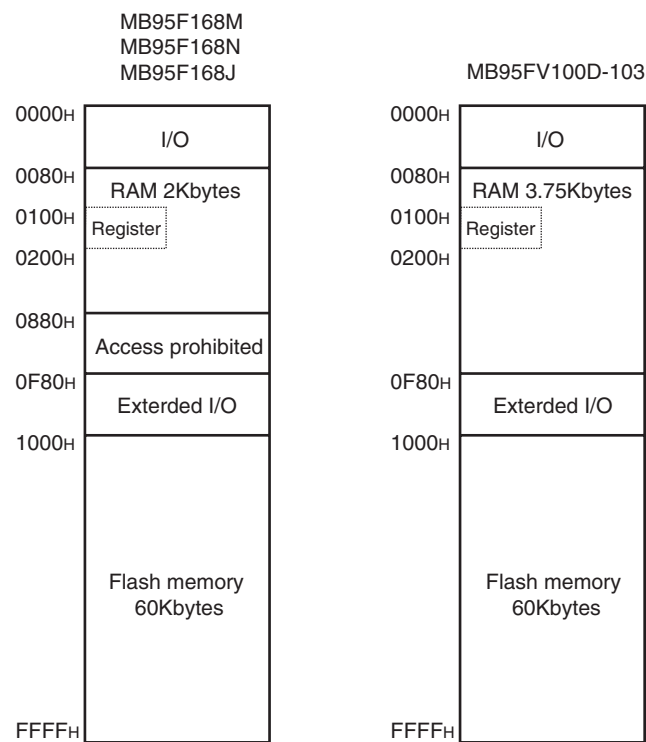 MB95F168M
MB95F168N
MB95F168J
0000H
I/O
0080H
RAM 2Kbytes
0100H
Register
0200H
0880H
Access prohibited
0F80H
Exterded I/O
1000H
Flash memory
60Kbytes
FFFFH
MB95FV100D-103
0000H
I/O
0080H
RAM 3.75Kbytes
0100H
Register
0200H
0F80H
Exterded I/O
1000H
Flash memory
60Kbytes
FFFFH